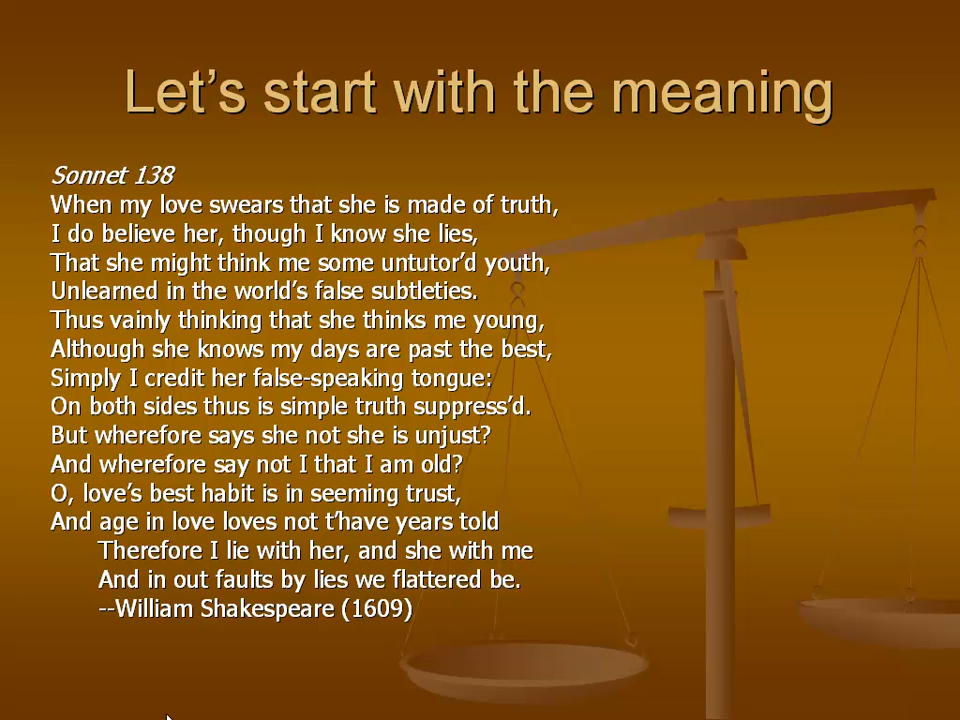 Let’s start with the meaning
Sonnet 138
When my love swears that she is made of truth,
I do believe her, though I know she lies,
That she might think me some untutor’d youth,
Unlearned in the world’s false subtleties.
Thus vainly thinking that she thinks me young,
Although she knows my days are past the best,
Simply I credit her false-speaking tongue:
On both sides thus is simple truth suppress’d.
But wherefore says she not she is unjust?
And wherefore say not I that I am old?
O, love’s best habit is in seeming trust,
And age in love loves not t’have years told
Therefore I lie with her, and she with me
And in out faults by lies we flattered be.
--William Shakespeare (1609)